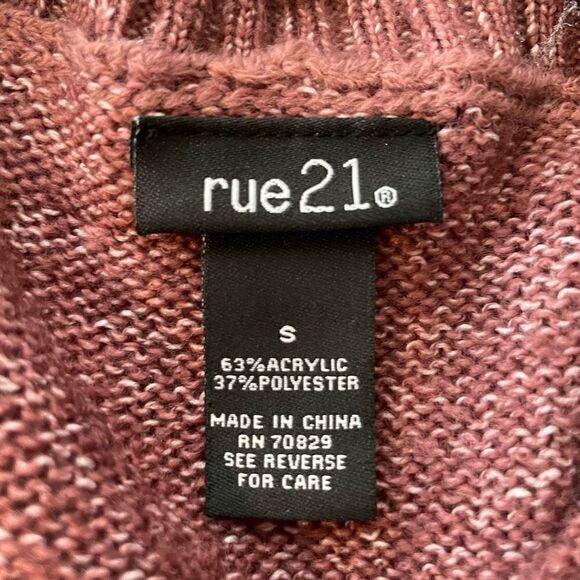 rue21®
S
63%ACRYLIC
37%POLYESTER
MADE IN CHINA
RN 70829
SEE REVERSE
FOR CARE